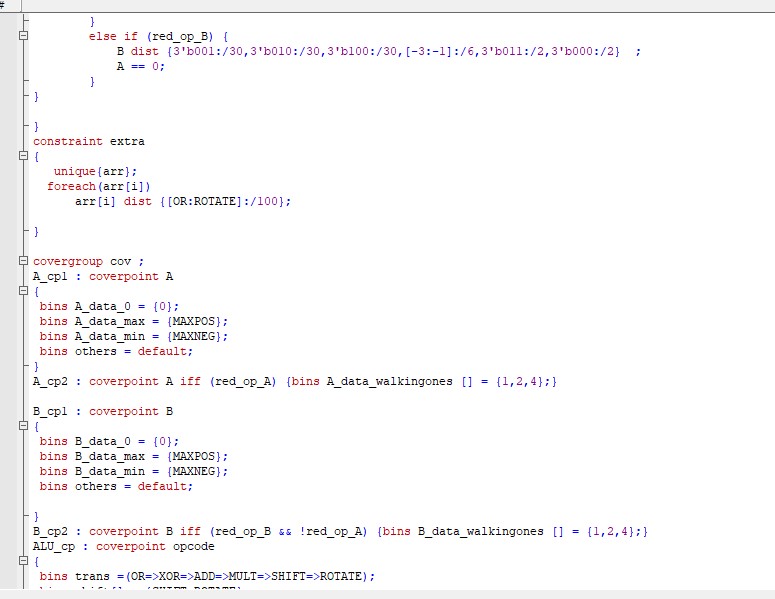 #
}
else if (red_op_B) {
B dist {3'b001:/30,3'b010:/30,3'b100:/30,[-3:-1]:/6,3'b011:/2,3'b000:/2}  ;
A == 0;
}
}
}
constraint extra
{
unique{arr};
foreach(arr[i])
arr[i] dist {[OR:ROTATE]:/100};
}
covergroup cov ;
A_cp1 : coverpoint A
{
bins A_data_0 = {0};
bins A_data_max = {MAXPOS};
bins A_data_min = {MAXNEG};
bins others = default;
}
A_cp2 : coverpoint A iff (red_op_A) {bins A_data_walkingones [] = {1,2,4};}
B_cp1 : coverpoint B
{
bins B_data_0 = {0};
bins B_data_max = {MAXPOS};
bins B_data_min = {MAXNEG};
bins others = default;
}
B_cp2 : coverpoint B iff (red_op_B && !red_op_A) {bins B_data_walkingones [] = {1,2,4};}
ALU_cp : coverpoint opcode
{
bins trans =(OR=>XOR=>ADD=>MULT=>SHIFT=>ROTATE);